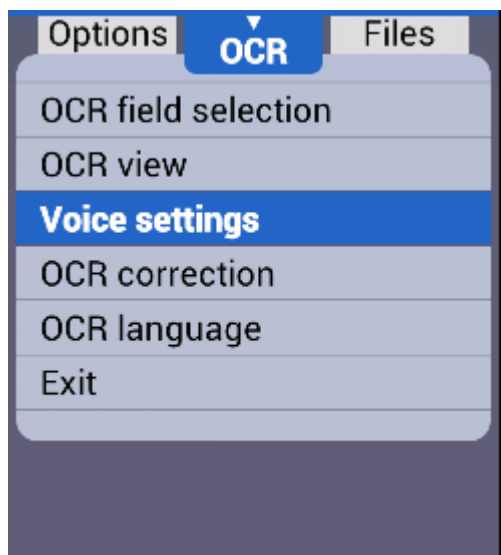 Options OCR Files
OCR field selection
OCR view
Voice settings
OCR correction
OCR language
Exit